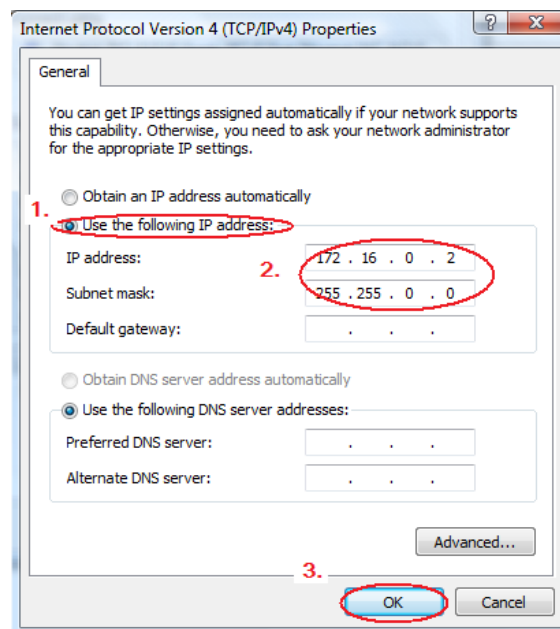 Internet Protocol Version 4 (TCP/IPv4) Properties
General
You can get IP settings assigned automatically if your network supports
this capability. Otherwise, you need to ask your network administrator
for the appropriate IP settings.
Obtain an IP address automatically
1.
Use the following IP address:
IP address: 172 . 16 . 0 . 2
2.
Subnet mask: 255 . 255 . 0 . 0
Default gateway: . . .
Obtain DNS server address automatically
Use the following DNS server addresses:
Preferred DNS server: . . .
Alternate DNS server: . . .
Advanced...
3.
OK Cancel